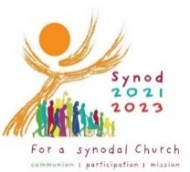 Synod
2021
2023
For a synodal Church
communion | participation | mission